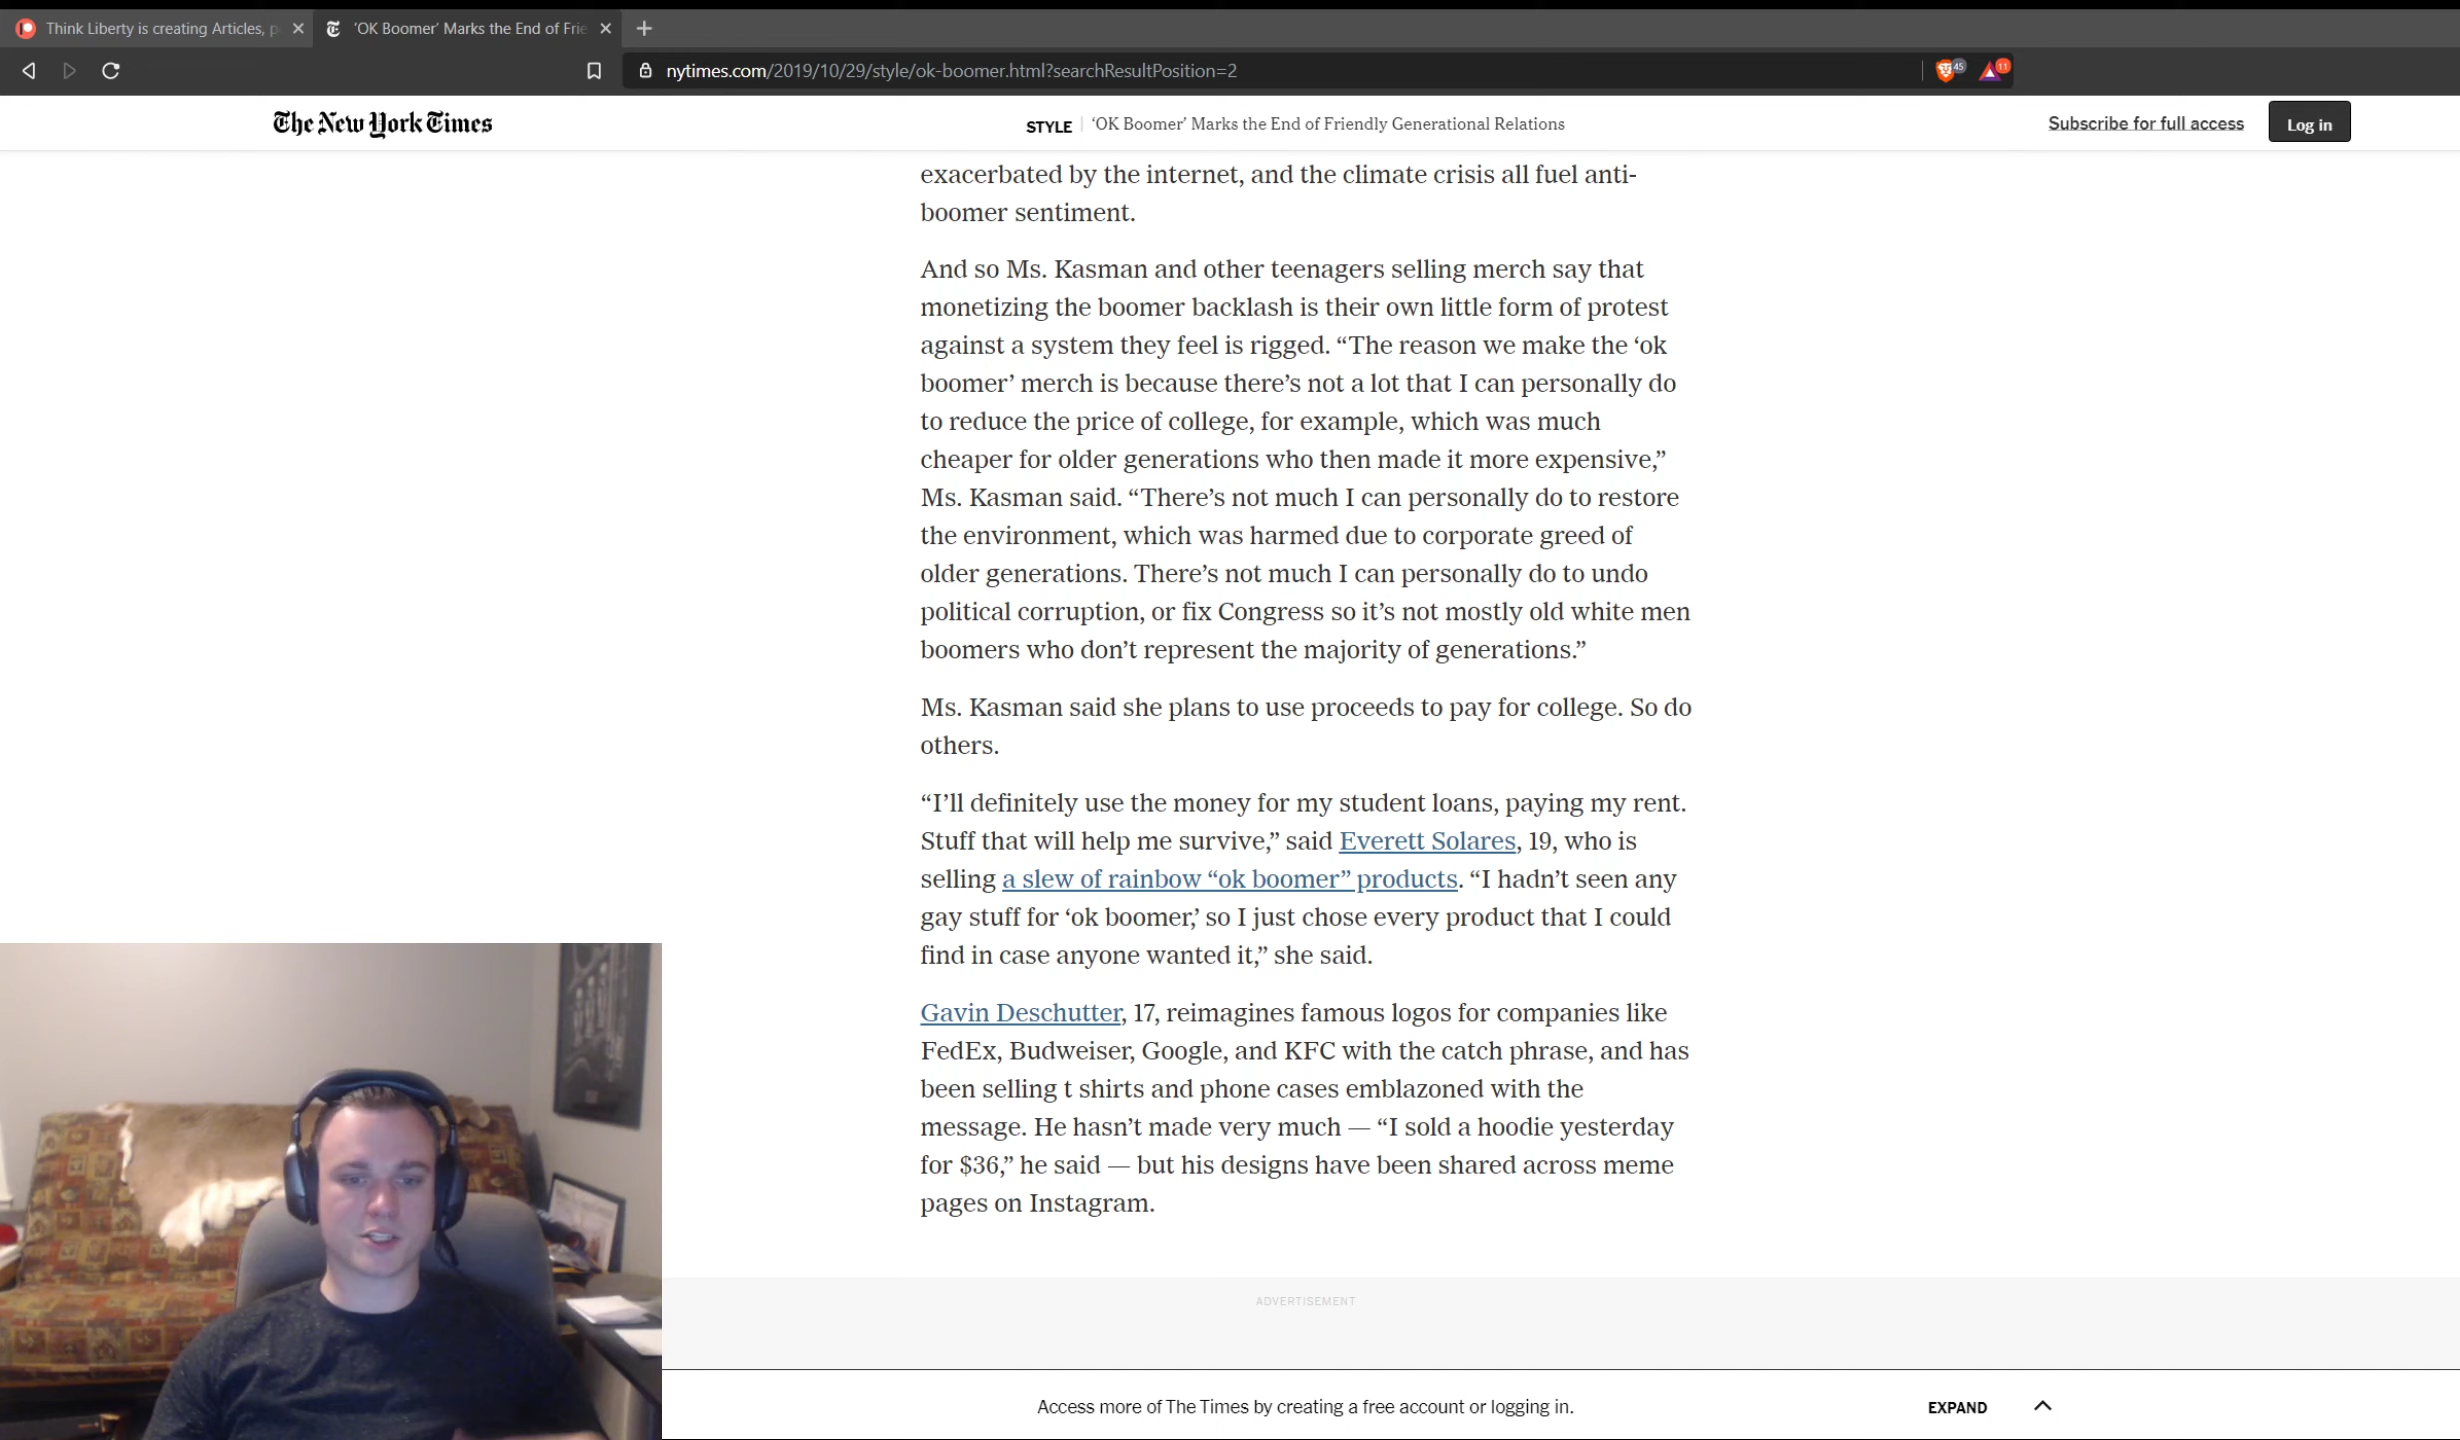 Think Liberty is creating Articles, p
'OK Boomer' Marks the End of Frie
nytimes.com/2019/10/29/style/ok-boomer.html?searchResultPosition=2
45
11
The New York Times
STYLE
'OK Boomer' Marks the End of Friendly Generational Relations
Subscribe for full access
Log in
exacerbated by the internet, and the climate crisis all fuel anti-
boomer sentiment.
And so Ms. Kasman and other teenagers selling merch say that
monetizing the boomer backlash is their own little form of protest
against a system they feel is rigged. “The reason we make the ‘ok
boomer’ merch is because there’s not a lot that I can personally do
to reduce the price of college, for example, which was much
cheaper for older generations who then made it more expensive,”
Ms. Kasman said. “There’s not much I can personally do to restore
the environment, which was harmed due to corporate greed of
older generations. There’s not much I can personally do to undo
political corruption, or fix Congress so it’s not mostly old white men
boomers who don’t represent the majority of generations.”
Ms. Kasman said she plans to use proceeds to pay for college. So do
others.
“I’ll definitely use the money for my student loans, paying my rent.
Stuff that will help me survive,” said Everett Solares, 19, who is
selling a slew of rainbow “ok boomer” products. “I hadn’t seen any
gay stuff for ‘ok boomer,’ so I just chose every product that I could
find in case anyone wanted it,” she said.
Gavin Deschutter, 17, reimagines famous logos for companies like
FedEx, Budweiser, Google, and KFC with the catch phrase, and has
been selling t shirts and phone cases emblazoned with the
message. He hasn’t made very much — “I sold a hoodie yesterday
for $36,” he said — but his designs have been shared across meme
pages on Instagram.
ADVERTISEMENT
Access more of The Times by creating a free account or logging in.
EXPAND